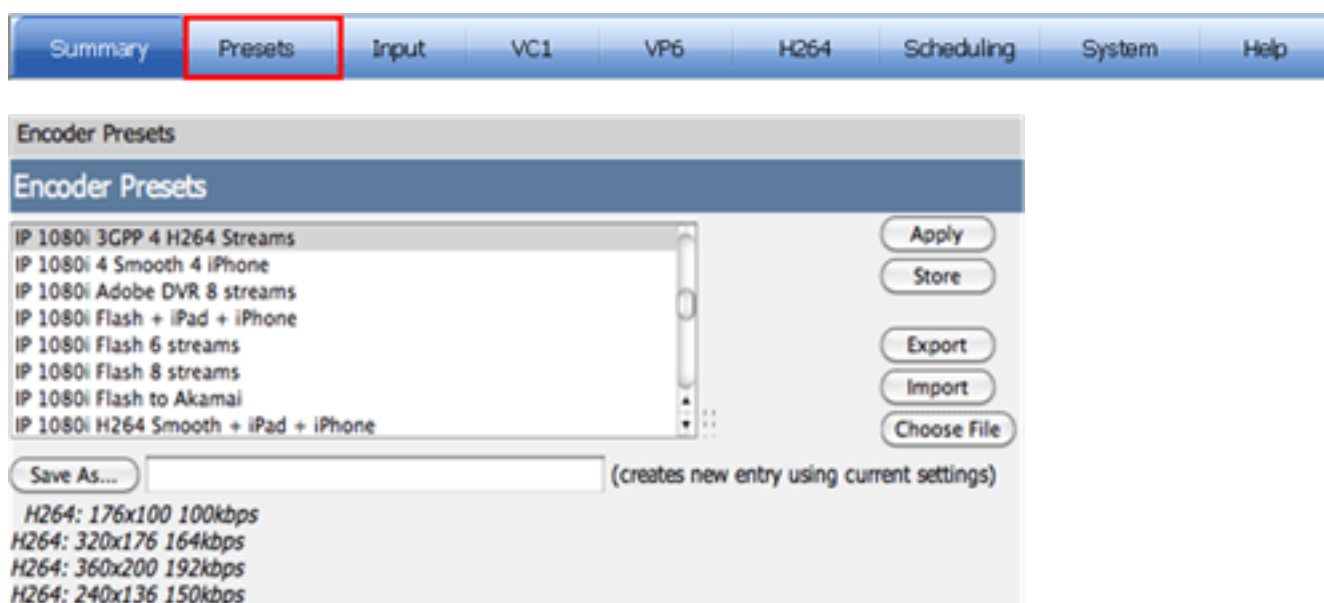 Summary Presets Input VC1 VP6 H264 Scheduling System Help
Encoder Presets
Encoder Presets
IP 1080i 3GPP 4 H264 Streams
IP 1080i 4 Smooth 4 iPhone
IP 1080i Adobe DVR 8 streams
IP 1080i Flash + iPad + iPhone
IP 1080i Flash 6 streams
IP 1080i Flash 8 streams
IP 1080i Flash to Akamai
IP 1080i H264 Smooth + iPad + iPhone
Apply
Store
Export
Import
Choose File
Save As... (creates new entry using current settings)
H264: 176x100 100kbps
H264: 320x176 164kbps
H264: 360x200 192kbps
H264: 240x136 150kbps